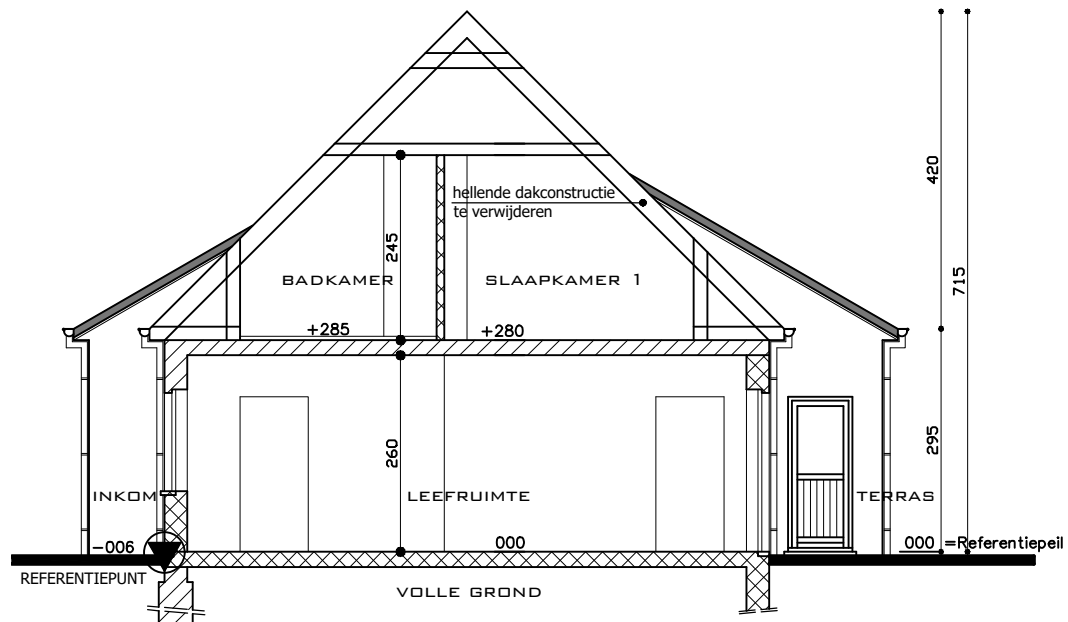 420
715
hellende dakconstructie
te verwijderen
245
BADKAMER
SLAAPKAMER 1
+285
+280
295
260
INKOM
LEEFRUIMTE
TERRAS
-006
000
000 =Referentiepeil
REFERENTIEPUNT
VOLLE GROND